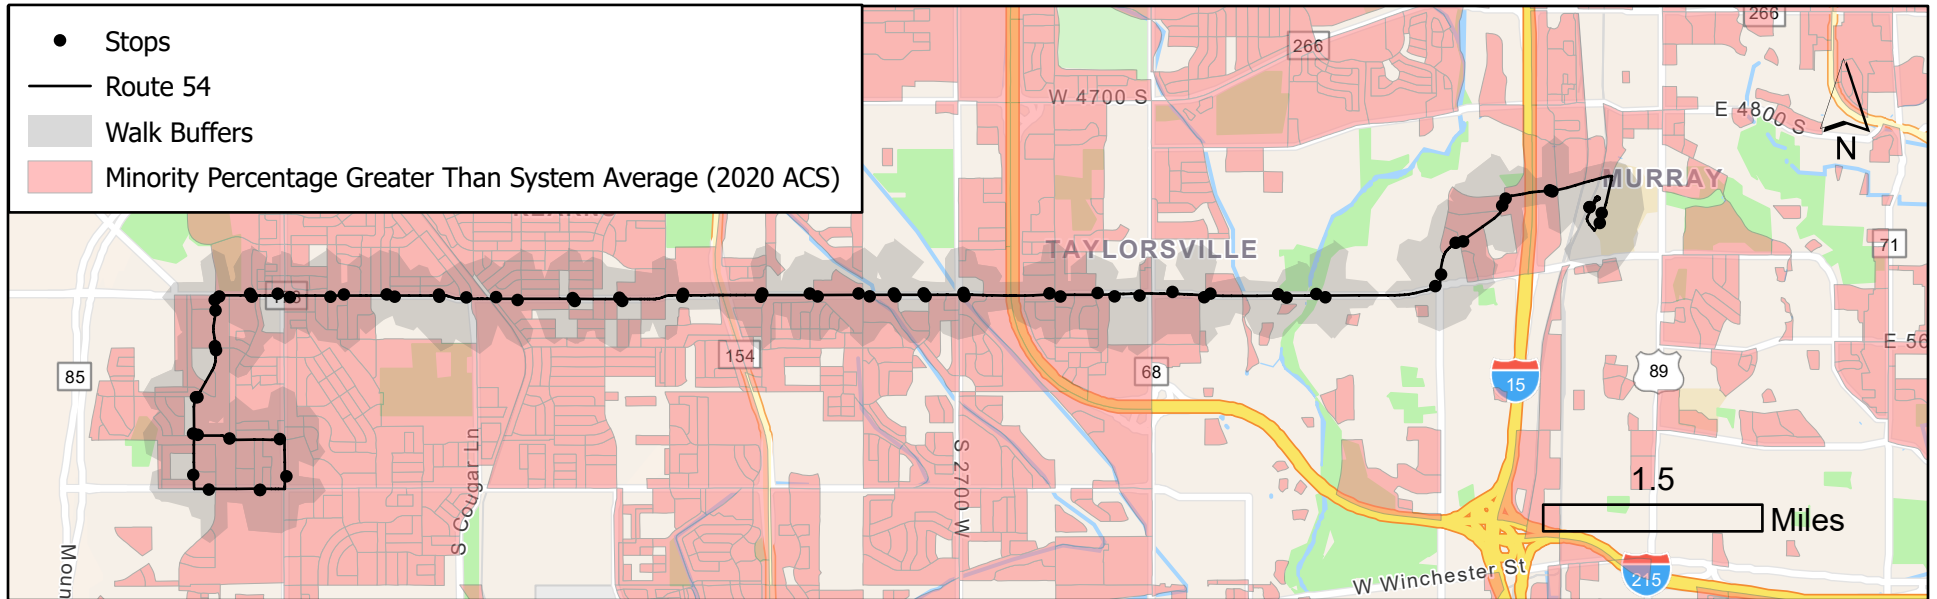 Stops
Route 54
Walk Buffers
Minority Percentage Greater Than System Average (2020 ACS)
266
266
W 4700 S
E 4800 S
N
MURRAY
TAYLORSVILLE
71
154
68
85
15
89
S Cougar Ln
S 2700 W
1.5
Miles
W Winchester St
215